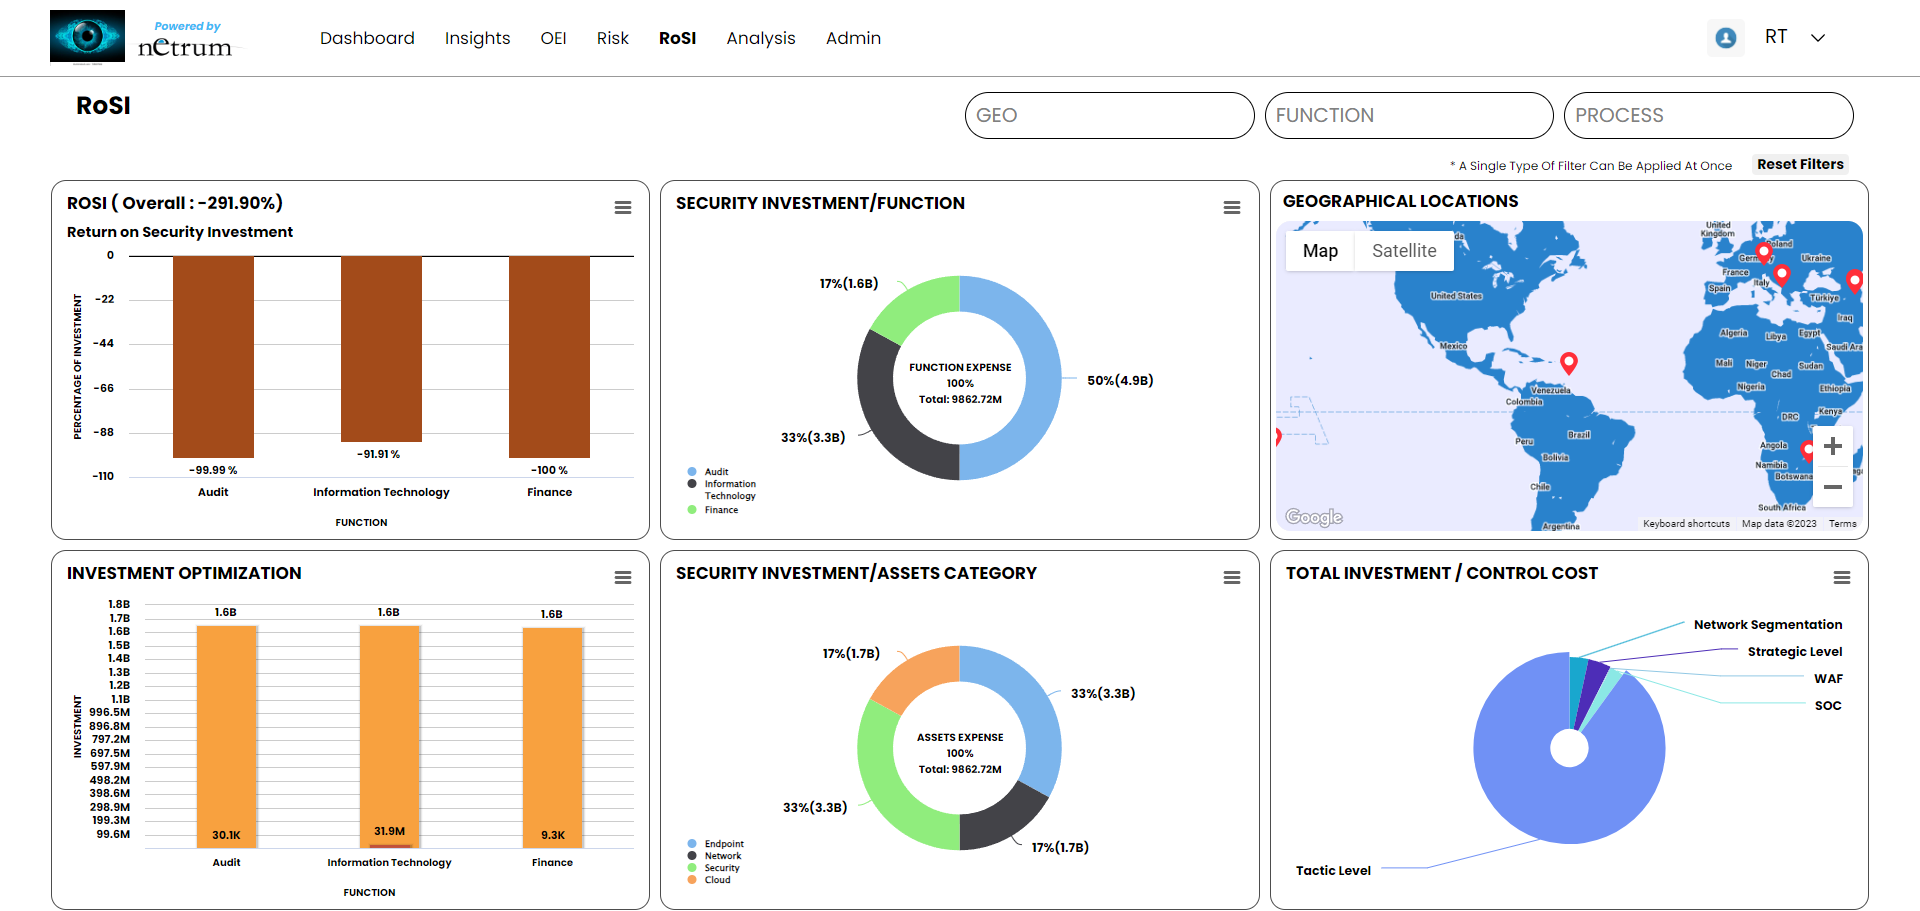 Powered by
netrum
Dashboard
Insights
OEI
Risk
RoSI
Analysis
Admin
RT
RoSI
GEO
FUNCTION
PROCESS
* A Single Type Of Filter Can Be Applied At Once
Reset Filters
ROSI ( Overall : -291.90%)
Return on Security Investment
PERCENTAGE OF INVESTMENT
0
-22
-44
-66
-88
-110
-99.99 %
-91.91 %
-100 %
Audit
Information Technology
Finance
FUNCTION
SECURITY INVESTMENT/FUNCTION
17%(1.6B)
50%(4.9B)
33%(3.3B)
FUNCTION EXPENSE
100%
Total: 9862.72M
Audit
Information
Technology
Finance
GEOGRAPHICAL LOCATIONS
Map
Satellite
United
Kingdom
Poland
Germany
Ukraine
France
Italy
Spain
Türkiye
Iraq
United States
Mexico
Algeria
Libya
Egypt
Saudi Ara
Mali
Niger
Sudan
Chad
Nigeria
Ethiopia
Venezuela
Colombia
DRC
Kenya
Peru
Brazil
Angola
Bolivia
Namibia
Botswana
Chile
South Africa
Argentina
Google
Keyboard shortcuts
Map data ©2023
Terms
INVESTMENT OPTIMIZATION
INVESTMENT
1.8B
1.7B
1.6B
1.5B
1.4B
1.3B
1.2B
1.1B
996.5M
896.8M
797.2M
697.5M
597.9M
498.2M
398.6M
298.9M
199.3M
99.6M
1.6B
1.6B
1.6B
30.1K
31.9M
9.3K
Audit
Information Technology
Finance
FUNCTION
SECURITY INVESTMENT/ASSETS CATEGORY
17%(1.7B)
33%(3.3B)
33%(3.3B)
17%(1.7B)
ASSETS EXPENSE
100%
Total: 9862.72M
Endpoint
Network
Security
Cloud
TOTAL INVESTMENT / CONTROL COST
Network Segmentation
Strategic Level
WAF
SOC
Tactic Level